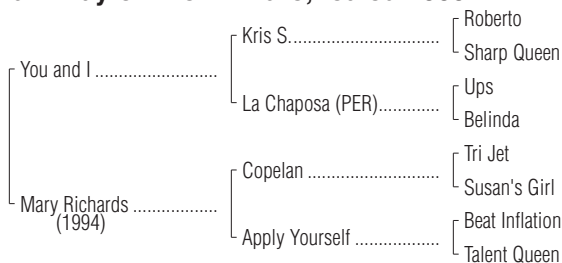 Roberto
Kris S.
Sharp Queen
You and I
Ups
La Chaposa (PER)
Belinda
Tri Jet
Copelan
Susan's Girl
Mary Richards
(1994)
Beat Inflation
Apply Yourself
Talent Queen